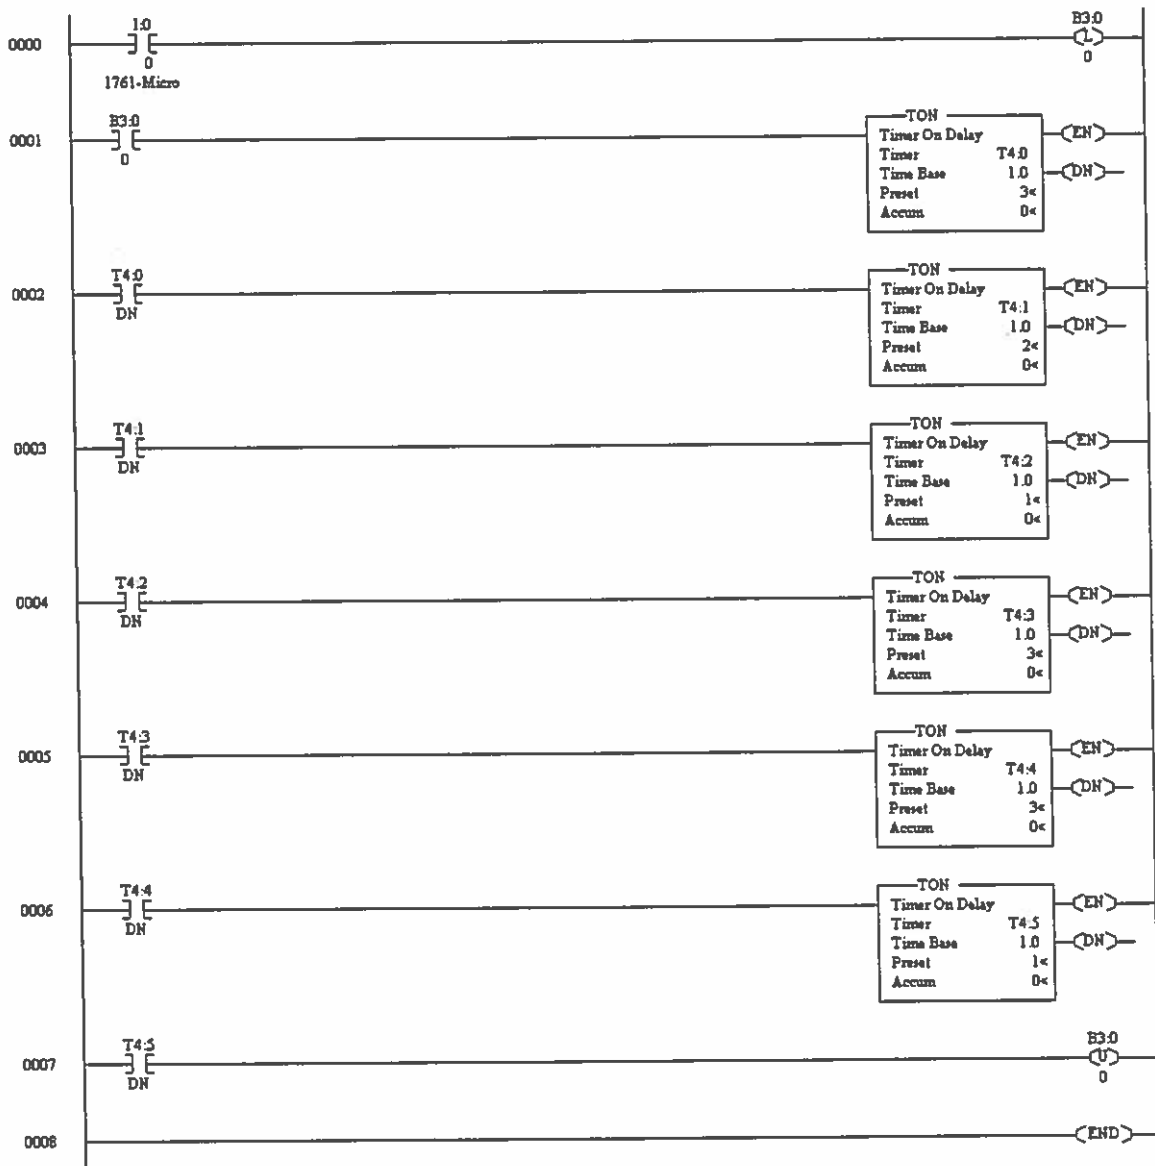 0000
I:0
0
1761-Micro
B3:0
L
0
0001
B3:0
0
TON
Timer On Delay
Timer T4:0
Time Base 1.0
Preset 3<
Accum 0<
EN
DN
0002
T4:0
DN
TON
Timer On Delay
Timer T4:1
Time Base 1.0
Preset 2<
Accum 0<
EN
DN
0003
T4:1
DN
TON
Timer On Delay
Timer T4:2
Time Base 1.0
Preset 1<
Accum 0<
EN
DN
0004
T4:2
DN
TON
Timer On Delay
Timer T4:3
Time Base 1.0
Preset 3<
Accum 0<
EN
DN
0005
T4:3
DN
TON
Timer On Delay
Timer T4:4
Time Base 1.0
Preset 3<
Accum 0<
EN
DN
0006
T4:4
DN
TON
Timer On Delay
Timer T4:5
Time Base 1.0
Preset 1<
Accum 0<
EN
DN
0007
T4:5
DN
B3:0
U
0
0008
END